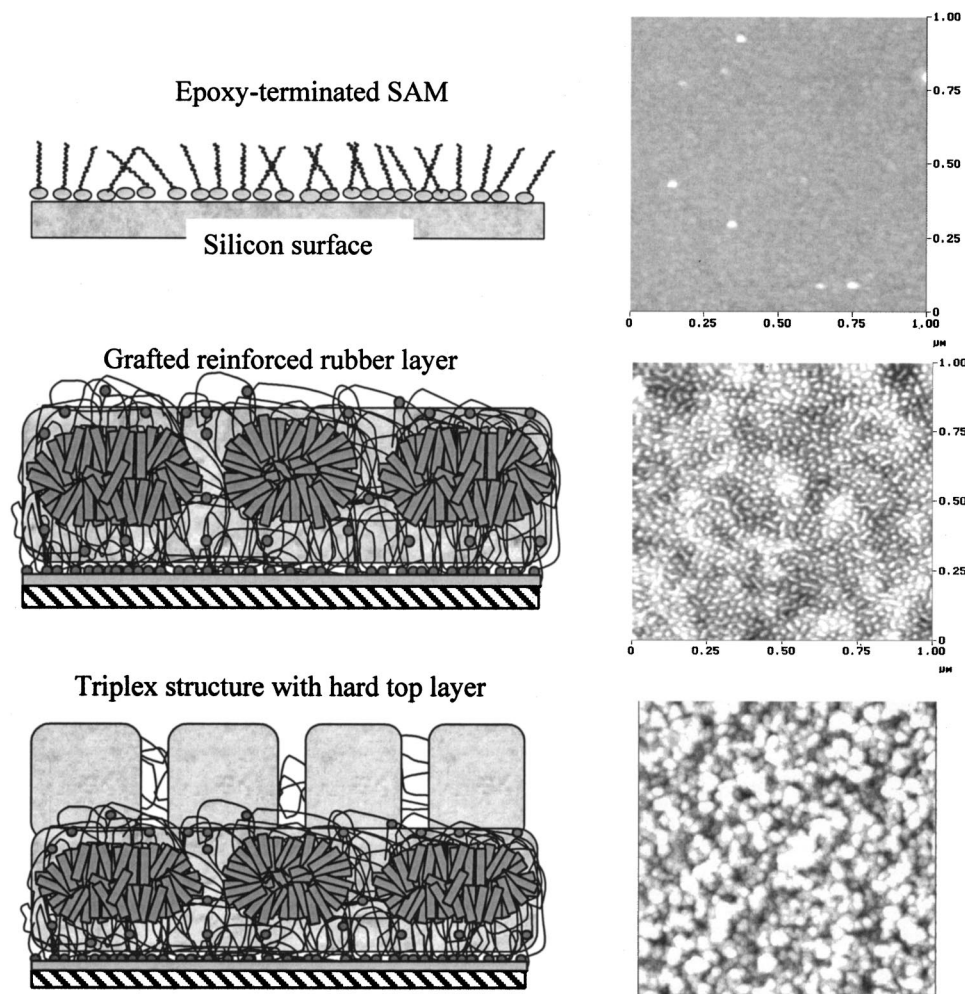 Epoxy-terminated SAM
Silicon surface
1.00
0.75
0.50
0.25
0
0 0.25 0.50 0.75 1.00
μм
Grafted reinforced rubber layer
1.00
0.75
0.50
0.25
0
0 0.25 0.50 0.75 1.00
μм
Triplex structure with hard top layer